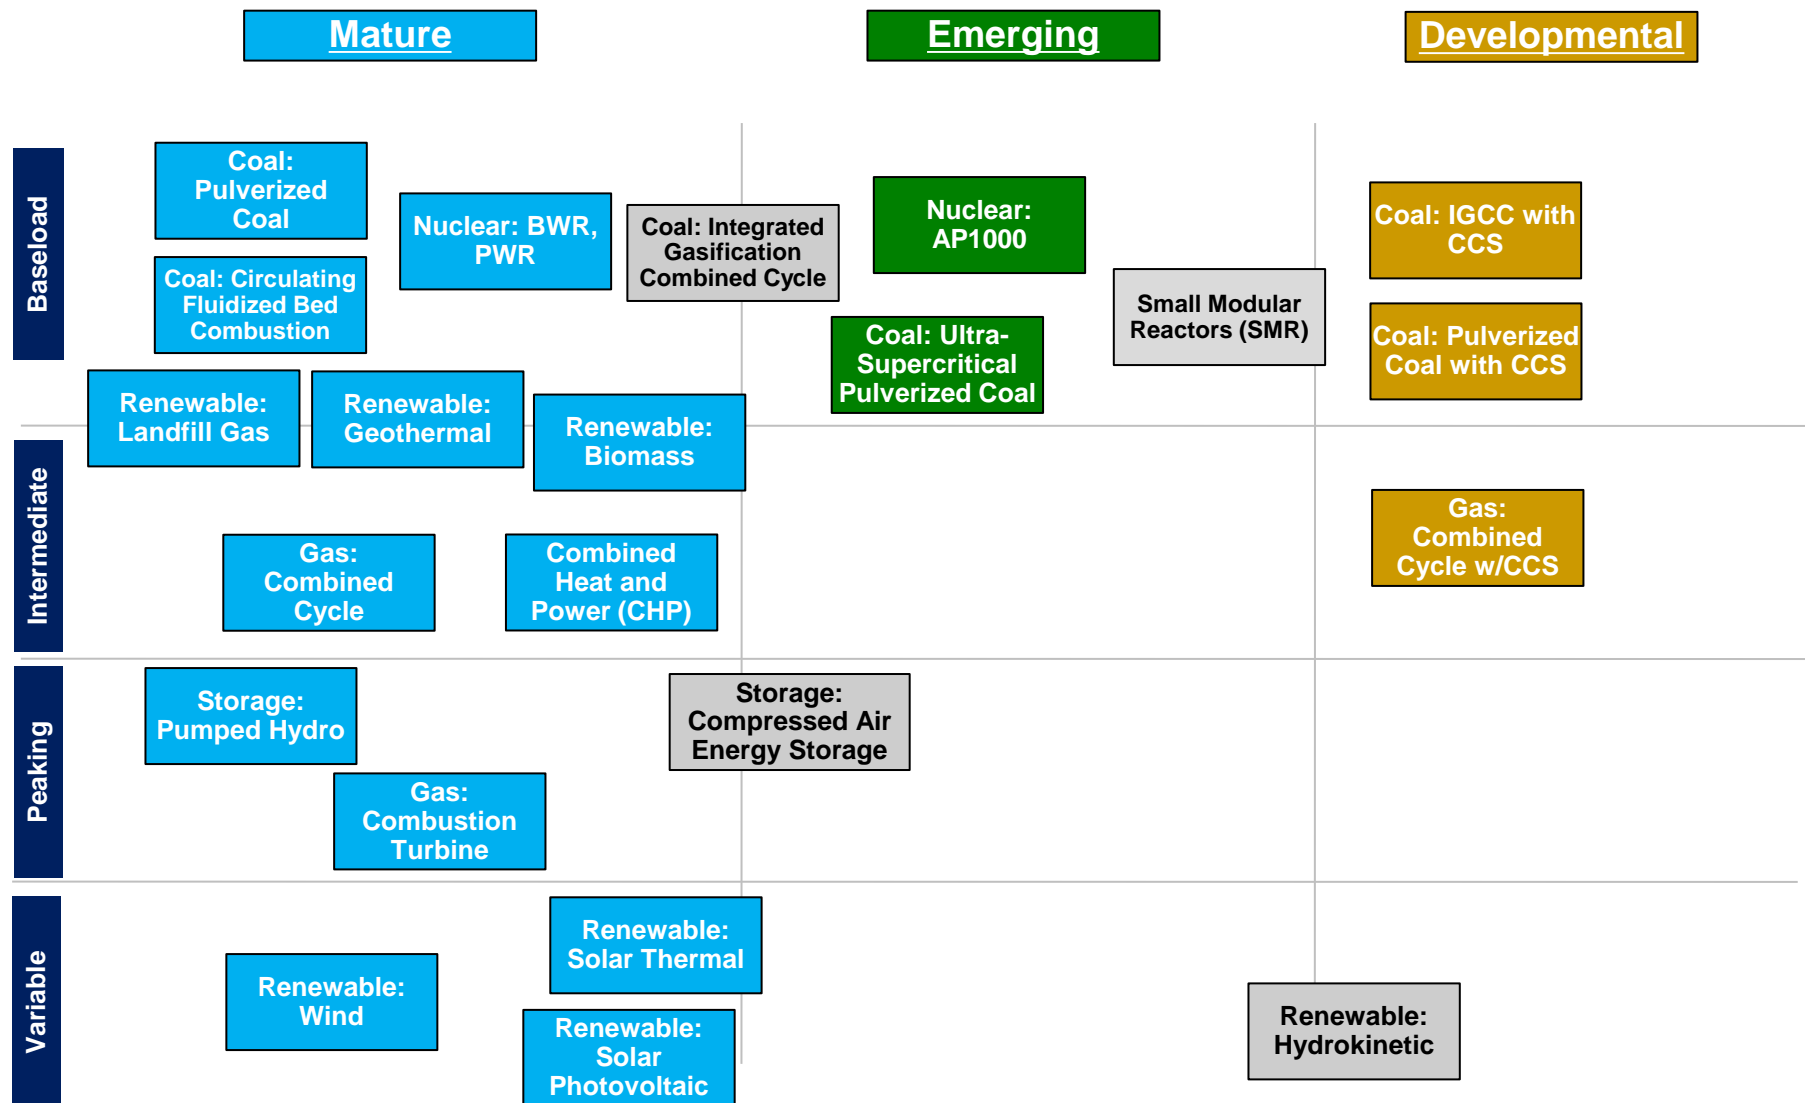 Mature
Emerging
Developmental
Baseload
Coal:
Pulverized
Coal
Nuclear: BWR,
PWR
Coal: Integrated
Gasification
Combined Cycle
Nuclear:
AP1000
Coal: IGCC with
CCS
Coal: Circulating
Fluidized Bed
Combustion
Small Modular
Reactors (SMR)
Coal: Ultra-
Supercritical
Pulverized Coal
Coal: Pulverized
Coal with CCS
Renewable:
Landfill Gas
Renewable:
Geothermal
Renewable:
Biomass
Intermediate
Gas:
Combined
Cycle
Combined
Heat and
Power (CHP)
Gas:
Combined
Cycle w/CCS
Peaking
Storage:
Pumped Hydro
Storage:
Compressed Air
Energy Storage
Gas:
Combustion
Turbine
Variable
Renewable:
Solar Thermal
Renewable:
Wind
Renewable:
Solar
Photovoltaic
Renewable:
Hydrokinetic